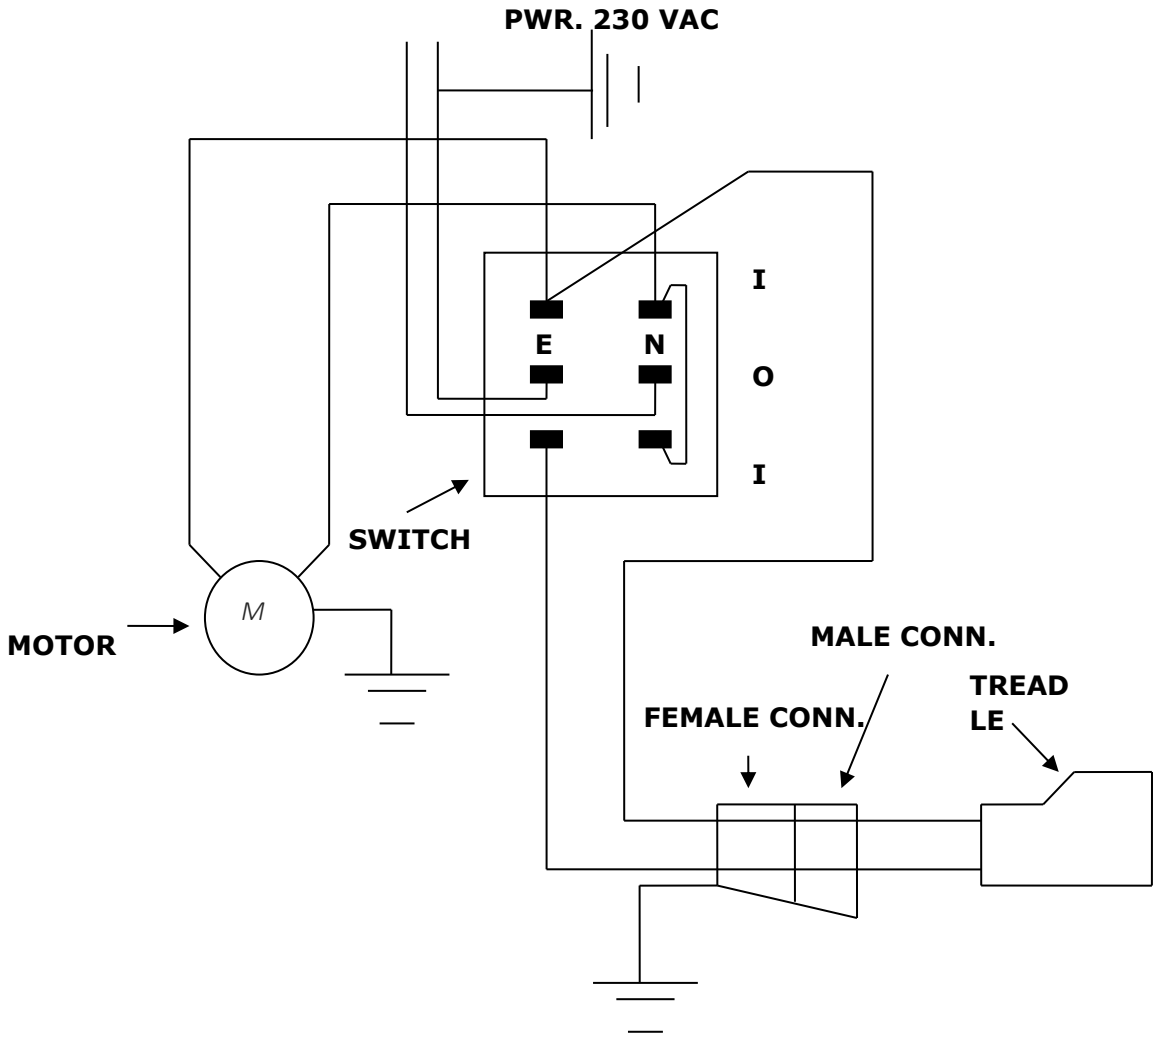 PWR. 230 VAC
I
E
N
O
I
SWITCH
M
MOTOR
MALE CONN.
TREAD
LE
FEMALE CONN.